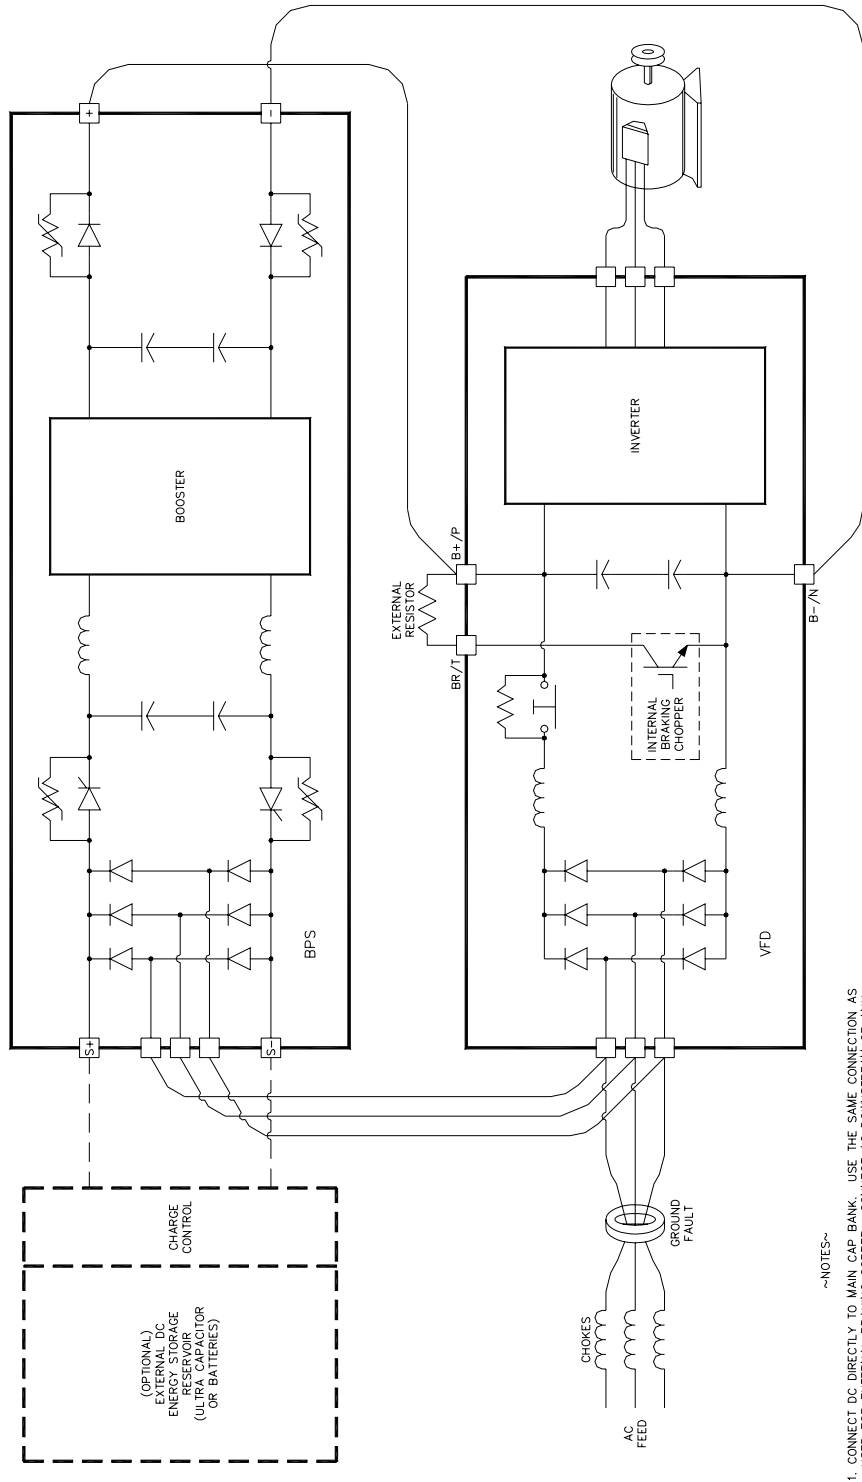 (OPTIONAL)
EXTERNAL DC
ENERGY STORAGE
RESERVOIR
(ULTRA CAPACITOR
OR BATTERIES)
CHARGE
CONTROL
S+
S-
BPS
BOOSTER
+
-
AC
FEED
CHOKES
GROUND
FAULT
VFD
INTERNAL
BRAKING
CHOPPER
BR/T
EXTERNAL
RESISTOR
B+/P
B-/N
INVERTER
~NOTES~
1. CONNECT DC DIRECTLY TO MAIN CAP BANK. USE THE SAME CONNECTION AS